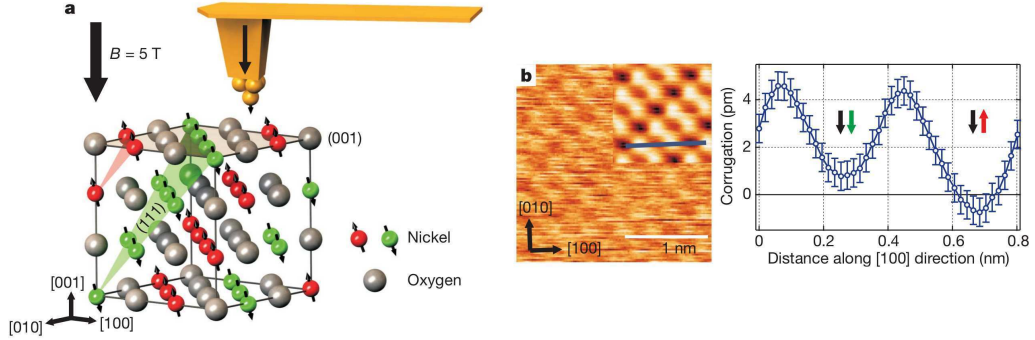 a
B = 5 T
(001)
(111)
Nickel
Oxygen
[001]
[010]
[100]
b
[010]
[100]
1 nm
Corrugation (pm)
4
2
0
0
0.2
0.4
0.6
0.8
Distance along [100] direction (nm)